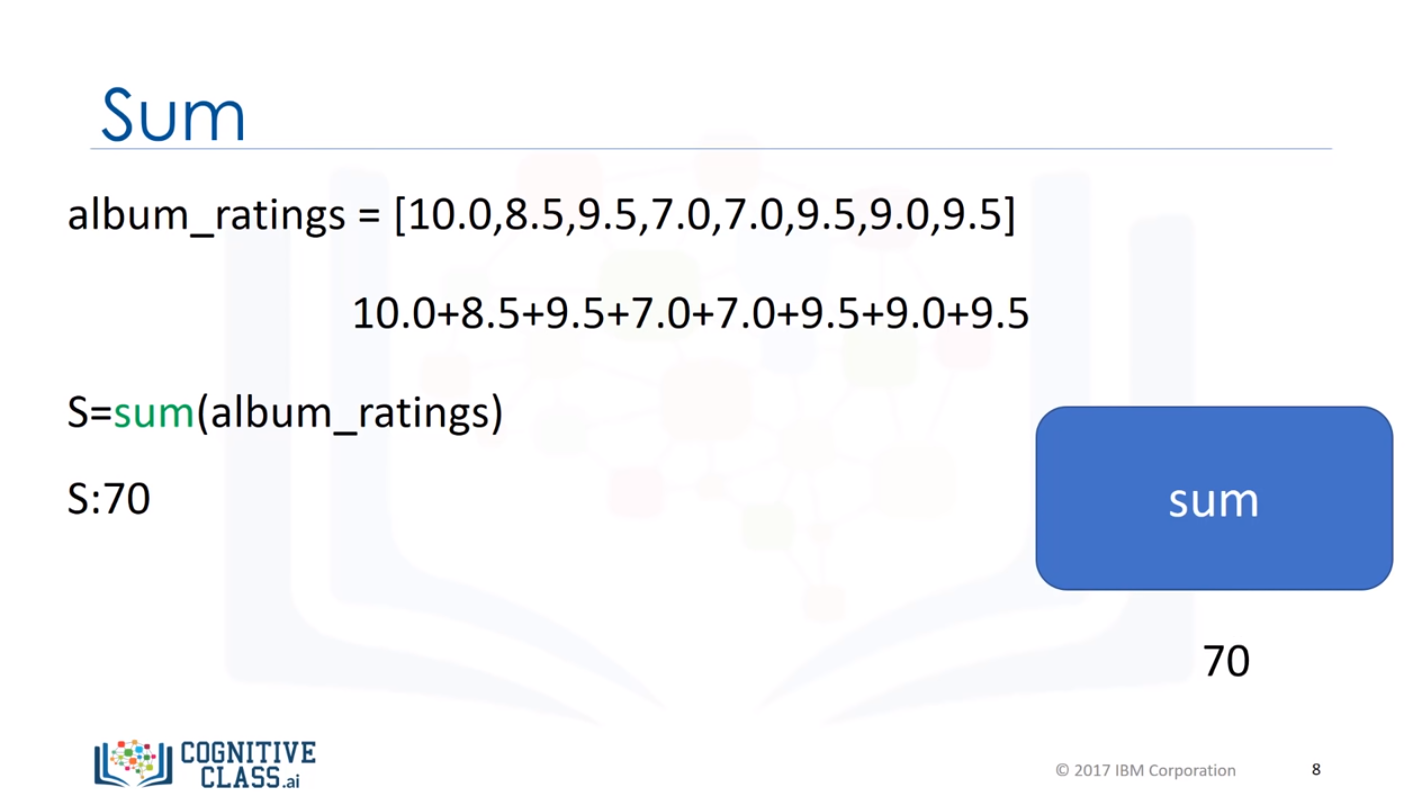 Sum
album_ratings = [10.0,8.5,9.5,7.0,7.0,9.5,9.0,9.5]
10.0+8.5+9.5+7.0+7.0+9.5+9.0+9.5
S=sum(album_ratings)
S:70
sum
70
COGNITIVE
CLASS.ai
© 2017 IBM Corporation
8